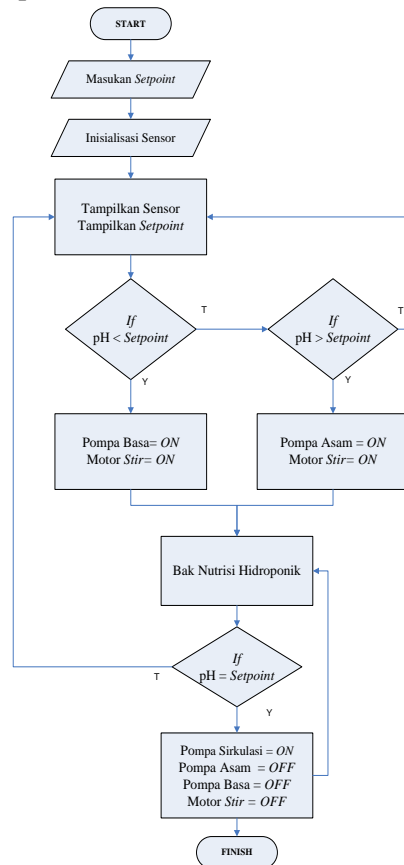 START
Masukan Setpoint
Inisialisasi Sensor
Tampilkan Sensor
Tampilkan Setpoint
If
pH < Setpoint
T
If
pH > Setpoint
T
Y
Y
Pompa Basa= ON
Motor Stir= ON
Pompa Asam = ON
Motor Stir= ON
Bak Nutrisi Hidroponik
If
pH = Setpoint
T
Y
Pompa Sirkulasi = ON
Pompa Asam = OFF
Pompa Basa = OFF
Motor Stir = OFF
FINISH